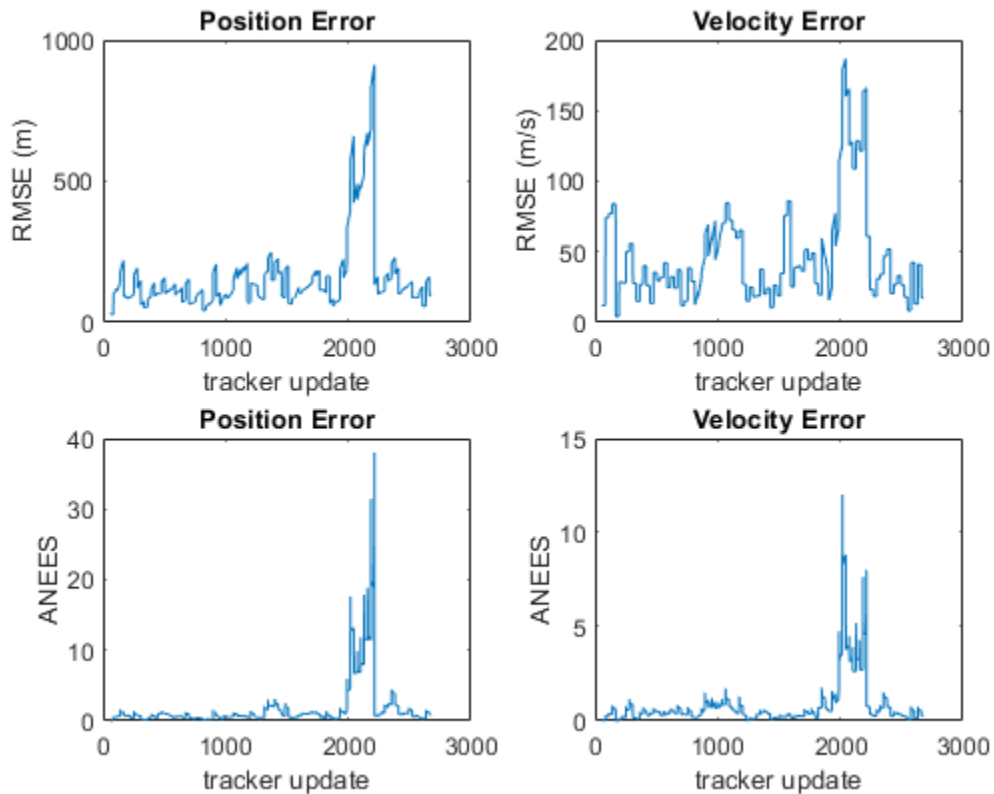 Position Error
1000
500
0
RMSE (m)
0 1000 2000 3000
tracker update
Velocity Error
200
150
100
50
0
RMSE (m/s)
0 1000 2000 3000
tracker update
Position Error
40
30
20
10
0
ANEES
0 1000 2000 3000
tracker update
Velocity Error
15
10
5
0
ANEES
0 1000 2000 3000
tracker update